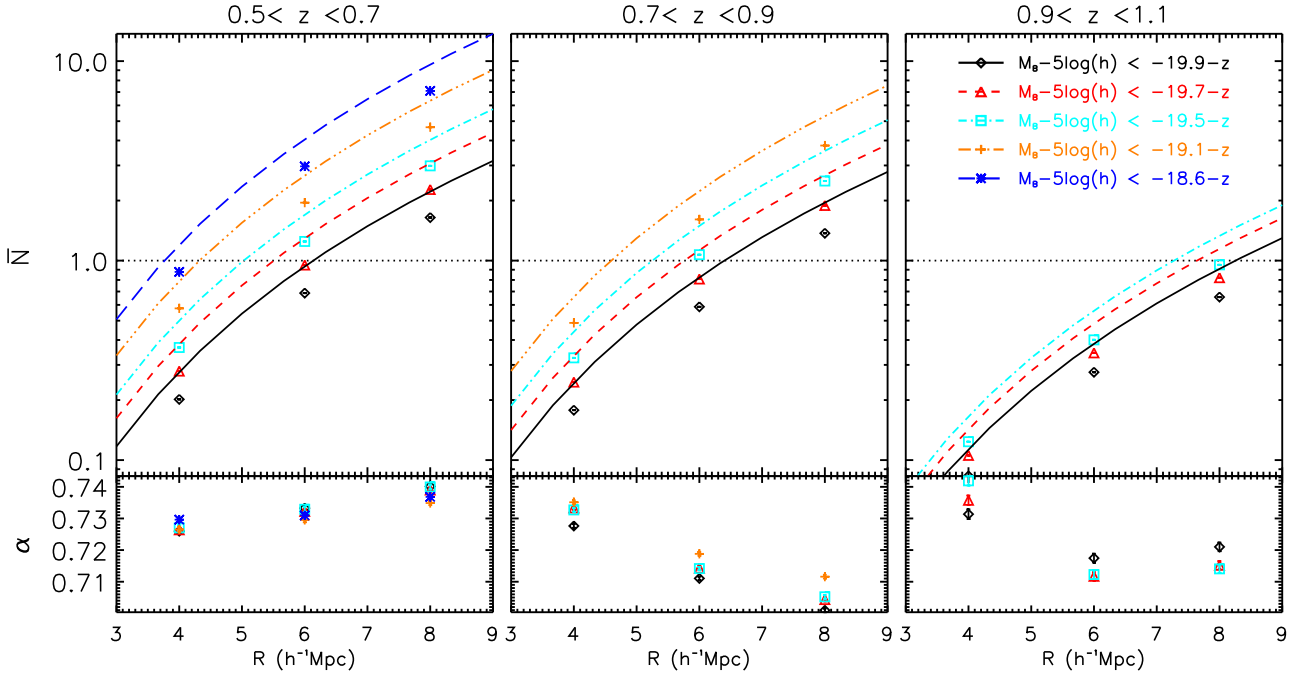 0.5< z <0.7
0.7< z <0.9
0.9< z <1.1
10.0
1.0
0.1
N̅
M_B-5log(h) < -19.9-z
M_B-5log(h) < -19.7-z
M_B-5log(h) < -19.5-z
M_B-5log(h) < -19.1-z
M_B-5log(h) < -18.6-z
0.74
0.73
0.72
0.71
α
3 4 5 6 7 8 9
3 4 5 6 7 8 9
3 4 5 6 7 8 9
R (h⁻¹Mpc)
R (h⁻¹Mpc)
R (h⁻¹Mpc)